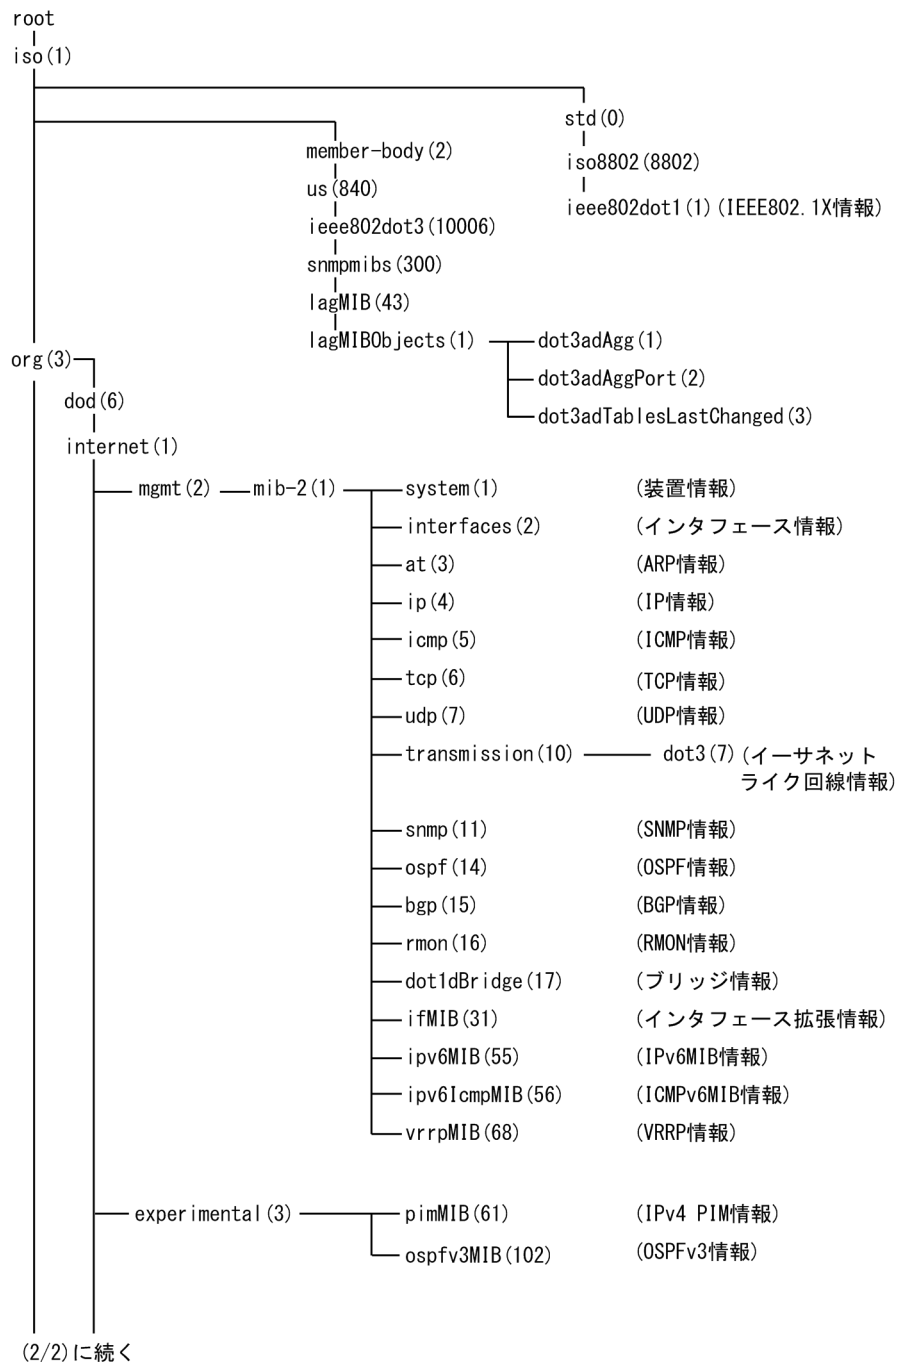 root
iso(1)
std(0)
member-body(2)
iso8802(8802)
us(840)
ieee802dot1(1)(IEEE802.1X情報)
ieee802dot3(10006)
snmpmibs(300)
lagMIB(43)
lagMIBObjects(1) dot3adAgg(1)
org(3)
dot3adAggPort(2)
dod(6)
dot3adTablesLastChanged(3)
internet(1)
mgmt(2) mib-2(1) system(1) (装置情報)
interfaces(2) (インタフェース情報)
at(3) (ARP情報)
ip(4) (IP情報)
icmp(5) (ICMP情報)
tcp(6) (TCP情報)
udp(7) (UDP情報)
transmission(10) dot3(7)(イーサネット
ライク回線情報)
snmp(11) (SNMP情報)
ospf(14) (OSPF情報)
bgp(15) (BGP情報)
rmon(16) (RMON情報)
dot1dBridge(17) (ブリッジ情報)
ifMIB(31) (インタフェース拡張情報)
ipv6MIB(55) (IPv6MIB情報)
ipv6IcmpMIB(56) (ICMPv6MIB情報)
vrrpMIB(68) (VRRP情報)
experimental(3) pimMIB(61) (IPv4 PIM情報)
ospfv3MIB(102) (OSPFv3情報)
(2/2)に続く